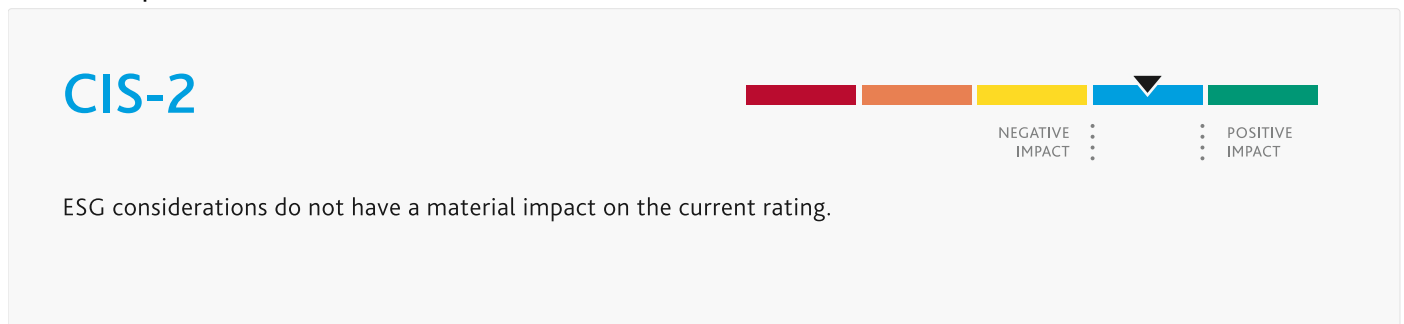 CIS-2
NEGATIVE
IMPACT
POSITIVE
IMPACT
ESG considerations do not have a material impact on the current rating.